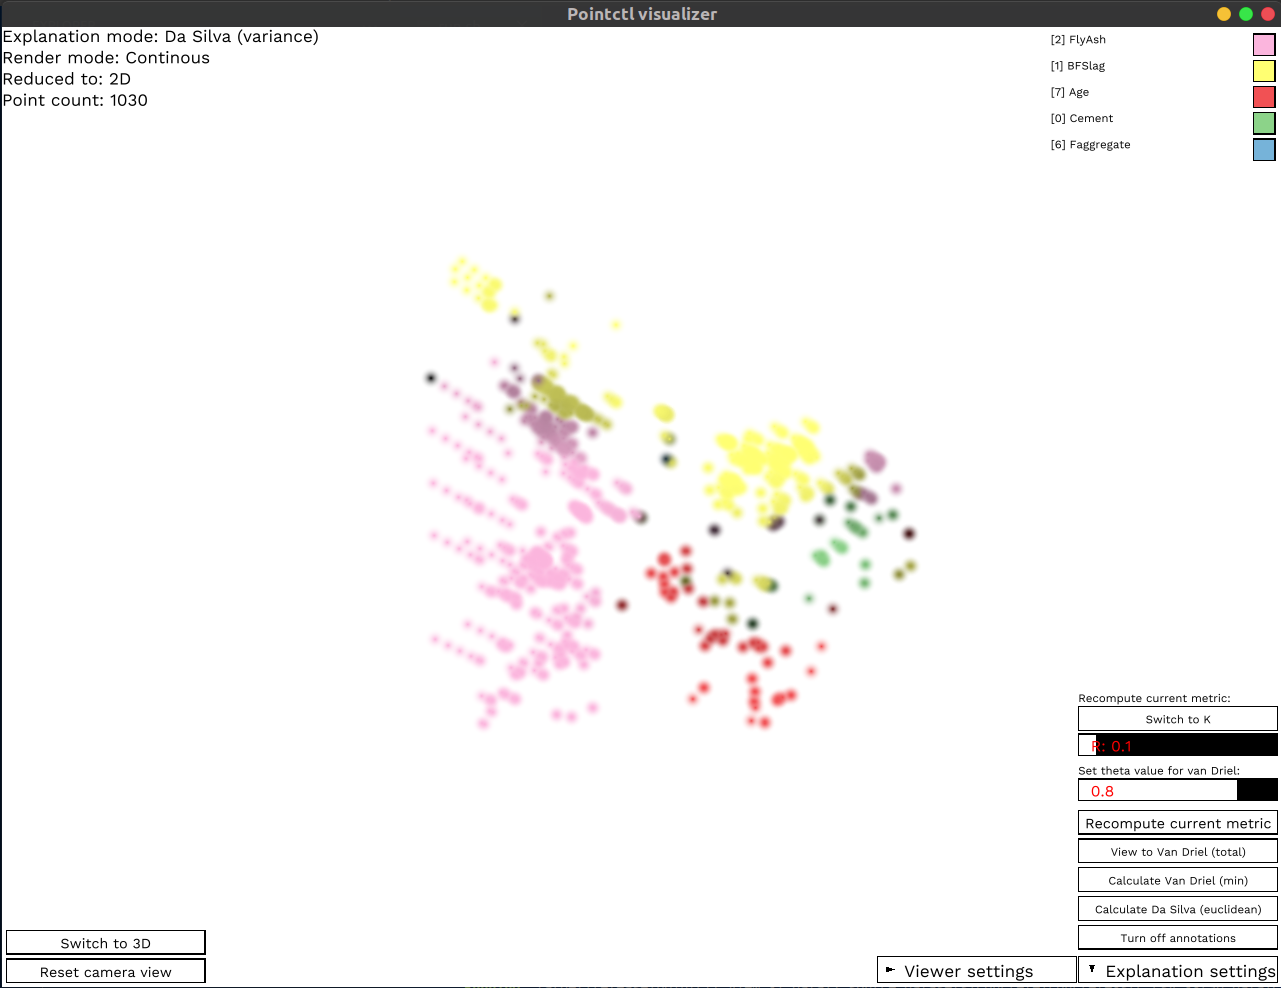 Pointctl visualizer
Explanation mode: Da Silva (variance)
Render mode: Continous
Reduced to: 2D
Point count: 1030
[2] FlyAsh
[1] BFSlag
[7] Age
[0] Cement
[6] Faggregate
Recompute current metric:
Switch to K
R: 0.1
Set theta value for van Driel:
0.8
Recompute current metric
View to Van Driel (total)
Calculate Van Driel (min)
Calculate Da Silva (euclidean)
Turn off annotations
Switch to 3D
Reset camera view
Viewer settings
Explanation settings